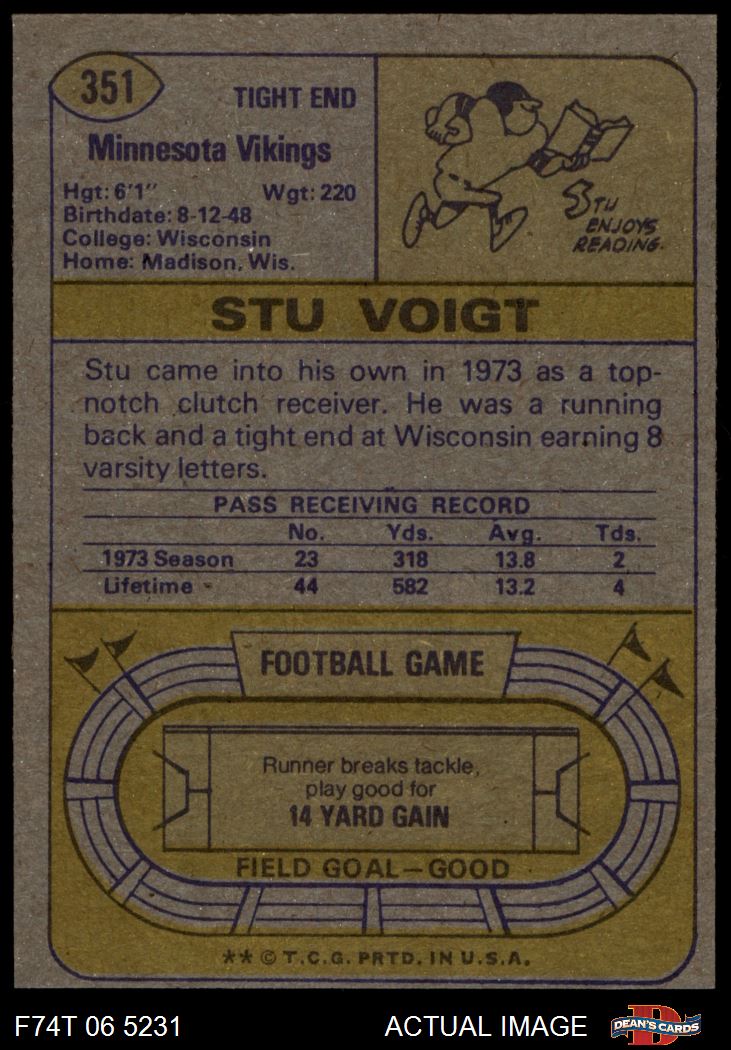 351
TIGHT END
Minnesota Vikings
Hgt: 6'1" Wgt: 220
Birthdate: 8-12-48
College: Wisconsin
Home: Madison, Wis.
STU
ENJOYS
READING.
STU VOIGT
Stu came into his own in 1973 as a top-
notch clutch receiver. He was a running
back and a tight end at Wisconsin earning 8
varsity letters.
PASS RECEIVING RECORD
No. Yds. Avg. Tds.
1973 Season 23 318 13.8 2
Lifetime 44 582 13.2 4
FOOTBALL GAME
Runner breaks tackle,
play good for
14 YARD GAIN
FIELD GOAL—GOOD
** © T.C.G. PRTD. IN U.S.A.
F74T 06 5231 ACTUAL IMAGE D DEAN'S CARDS